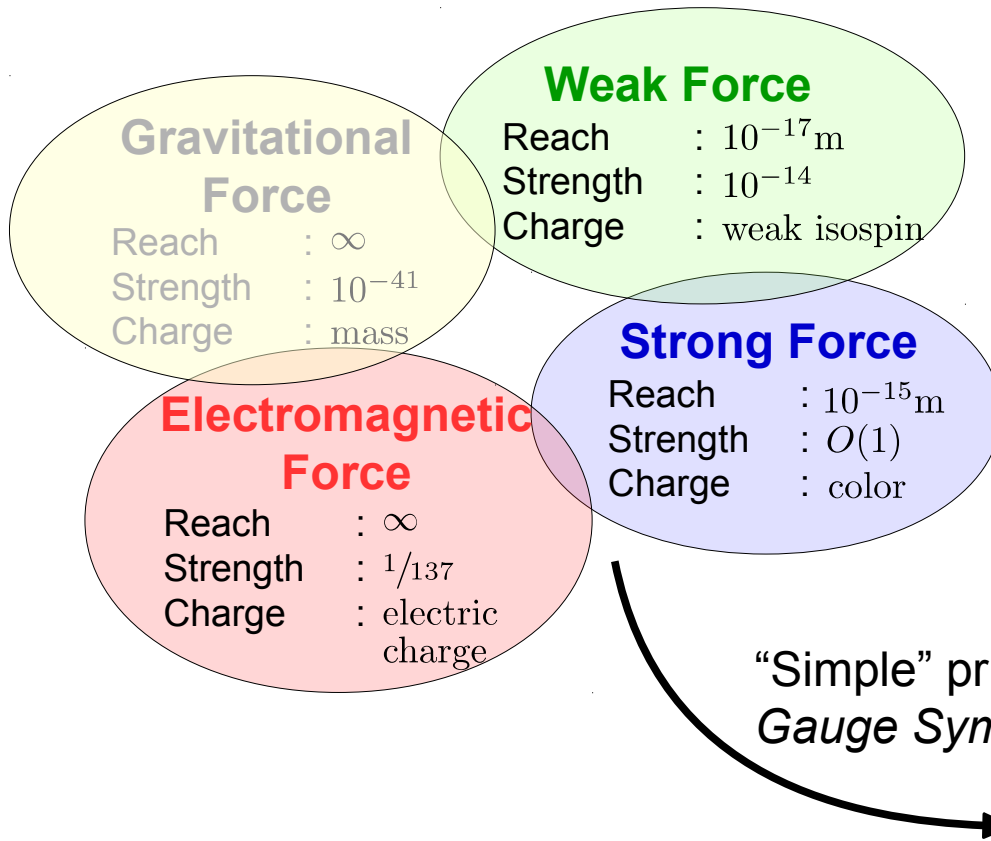 Weak Force
Reach : 10⁻¹⁷m
Strength : 10⁻¹⁴
Charge : weak isospin
Gravitational
Force
Reach : ∞
Strength : 10⁻⁴¹
Charge : mass
Strong Force
Reach : 10⁻¹⁵m
Strength : O(1)
Charge : color
Electromagnetic
Force
Reach : ∞
Strength : 1/137
Charge : electric
charge
“Simple” pr
Gauge Sym